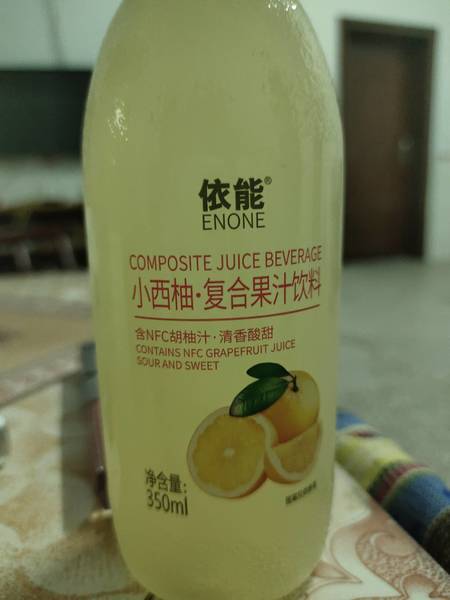 依能®
ENONE
COMPOSITE JUICE BEVERAGE
小西柚·复合果汁饮料
含NFC胡柚汁·清香酸甜
CONTAINS NFC GRAPEFRUIT JUICE
SOUR AND SWEET
净含量:
350ml